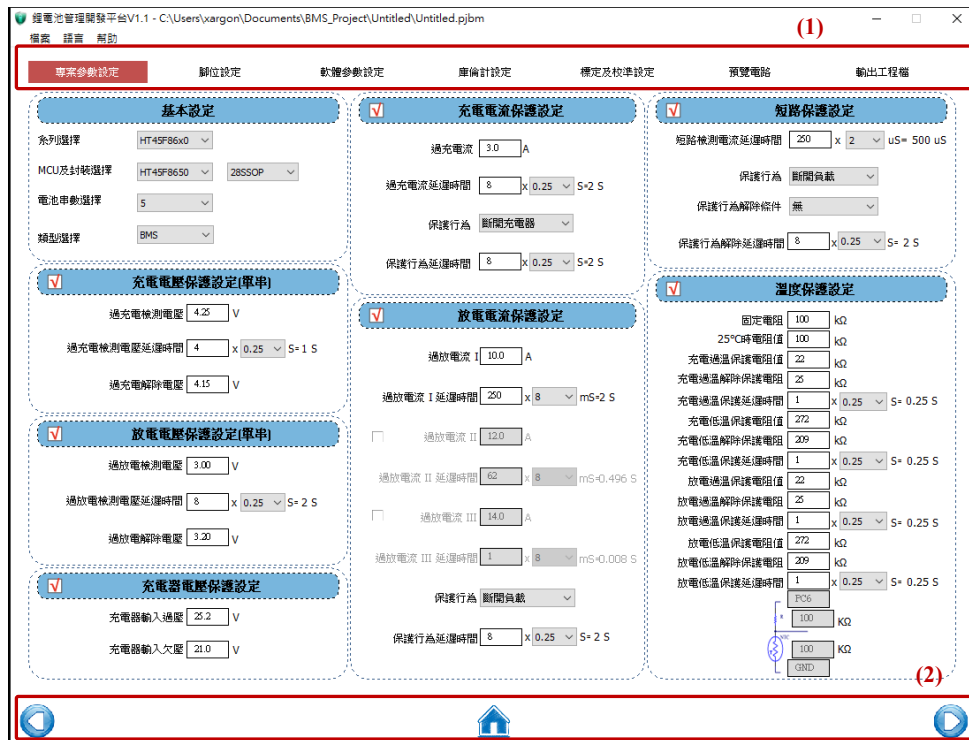 鋰電池管理開發平台V1.1 - C:\Users\xargon\Documents\BMS_Project\Untitled\Untitled.pjbm
檔案 語言 幫助
(1)
專案參數設定 腳位設定 軟體參數設定 庫倫計設定 標定及校準設定 預覽電路 輸出工程檔
基本設定
系列選擇 HT45F86x0
MCU及封裝選擇 HT45F8650 28SSOP
電池串數選擇 5
類型選擇 BMS
充電電壓保護設定(單串)
過充電檢測電壓 4.25 V
過充電檢測電壓延遲時間 4 x 0.25 S= 1 S
過充電解除電壓 4.15 V
放電電壓保護設定(單串)
過放電檢測電壓 3.00 V
過放電檢測電壓延遲時間 8 x 0.25 S= 2 S
過放電解除電壓 3.20 V
充電器電壓保護設定
充電器輸入過壓 25.2 V
充電器輸入欠壓 21.0 V
充電電流保護設定
過充電流 3.0 A
過充電流延遲時間 8 x 0.25 S=2 S
保護行為 斷開充電器
保護行為延遲時間 8 x 0.25 S=2 S
放電電流保護設定
過放電流 I 10.0 A
過放電流 I 延遲時間 250 x 8 mS=2 S
過放電流 II 12.0 A
過放電流 II 延遲時間 62 x 8 mS=0.496 S
過放電流 III 14.0 A
過放電流 III 延遲時間 1 x 8 mS=0.008 S
保護行為 斷開負載
保護行為延遲時間 8 x 0.25 S= 2 S
短路保護設定
短路檢測電流延遲時間 250 x 2 uS= 500 uS
保護行為 斷開負載
保護行為解除條件 無
保護行為解除延遲時間 8 x 0.25 S= 2 S
溫度保護設定
固定電阻 100 kΩ
25℃時電阻值 100 kΩ
充電過溫保護電阻值 22 kΩ
充電過溫解除保護電阻 25 kΩ
充電過溫保護延遲時間 1 x 0.25 S= 0.25 S
充電低溫保護電阻值 272 kΩ
充電低溫解除保護電阻 209 kΩ
充電低溫保護延遲時間 1 x 0.25 S= 0.25 S
放電過溫保護電阻值 22 kΩ
放電過溫解除保護電阻 25 kΩ
放電過溫保護延遲時間 1 x 0.25 S= 0.25 S
放電低溫保護電阻值 272 kΩ
放電低溫解除保護電阻 209 kΩ
放電低溫保護延遲時間 1 x 0.25 S= 0.25 S
PC6
100 KΩ
100 KΩ
GND
(2)